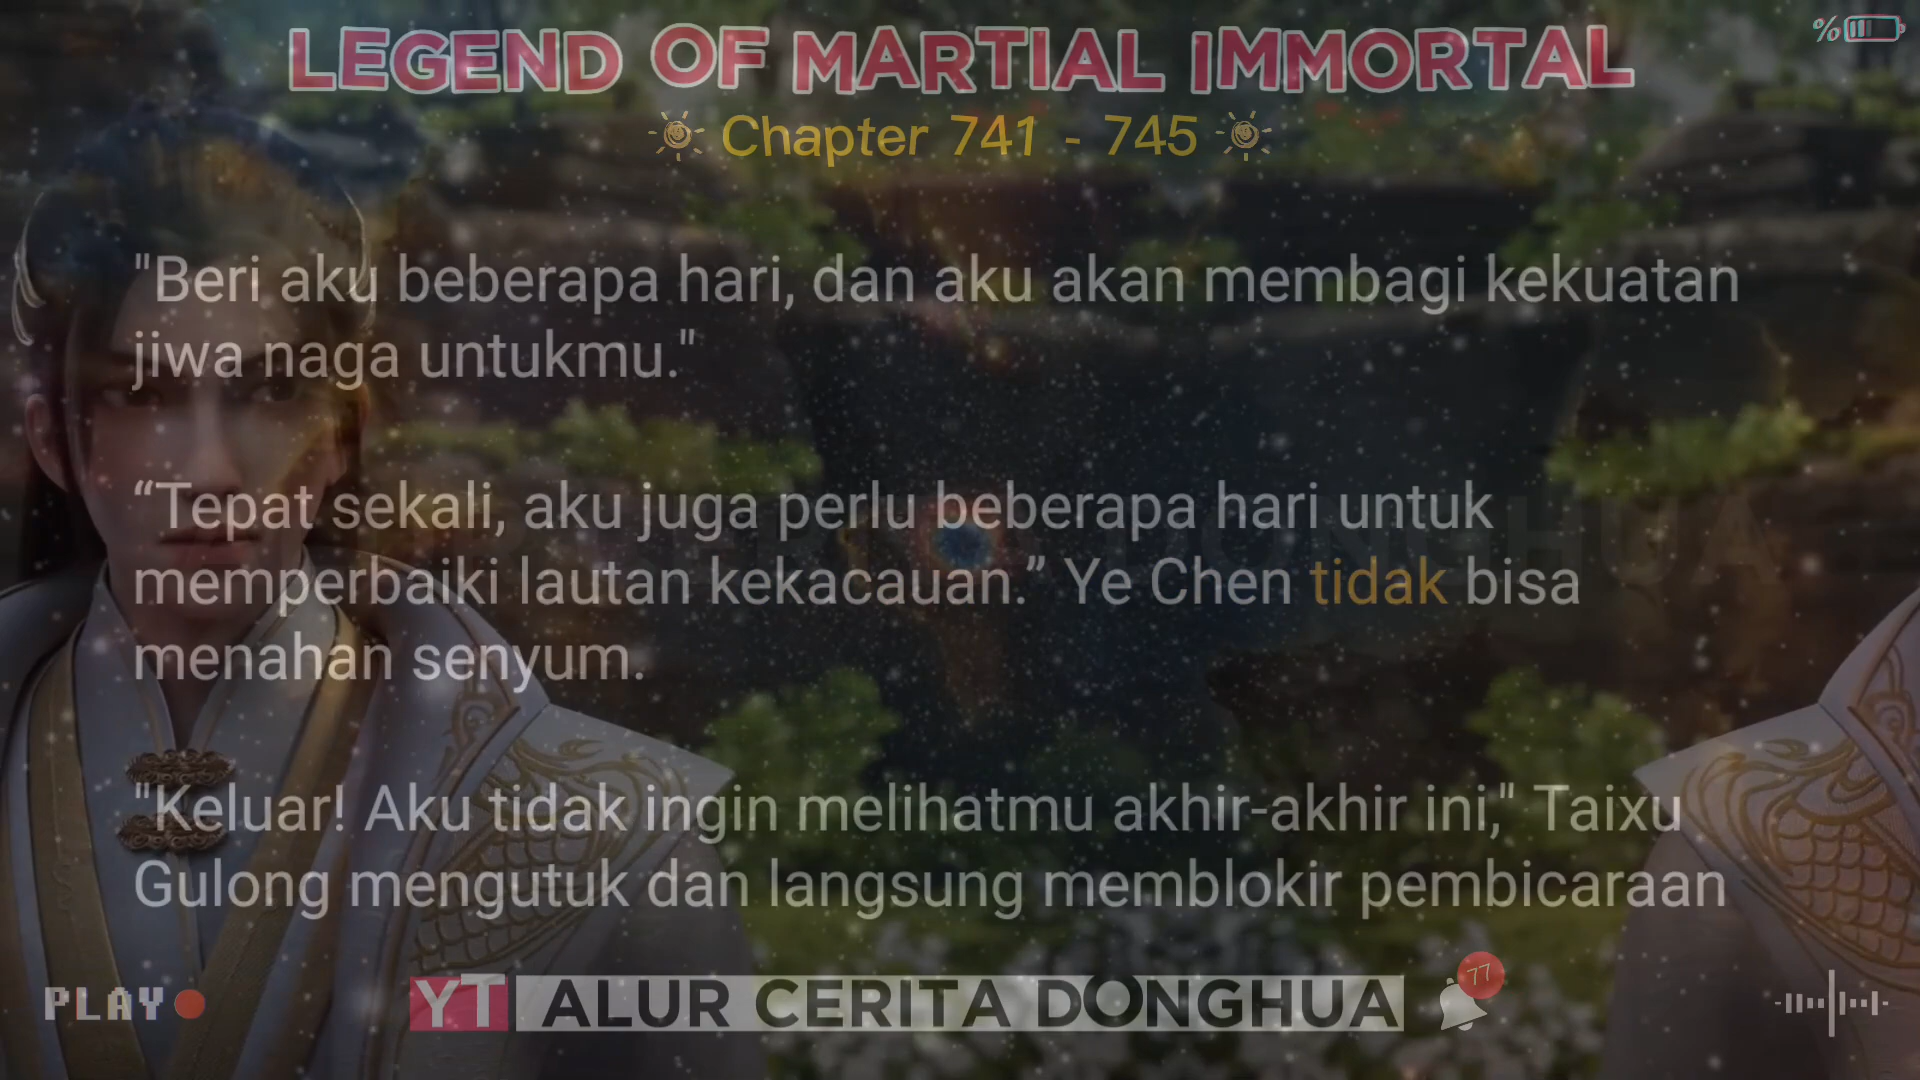 LEGEND OF MARTIAL IMMORTAL
%
Chapter 741 - 745
"Beri aku beberapa hari, dan aku akan membagi kekuatan
jiwa naga untukmu."
“Tepat sekali, aku juga perlu beberapa hari untuk
memperbaiki lautan kekacauan.” Ye Chen tidak bisa
menahan senyum.
"Keluar! Aku tidak ingin melihatmu akhir-akhir ini," Taixu
Gulong mengutuk dan langsung memblokir pembicaraan
PLAY
YT ALUR CERITA DONGHUA
77